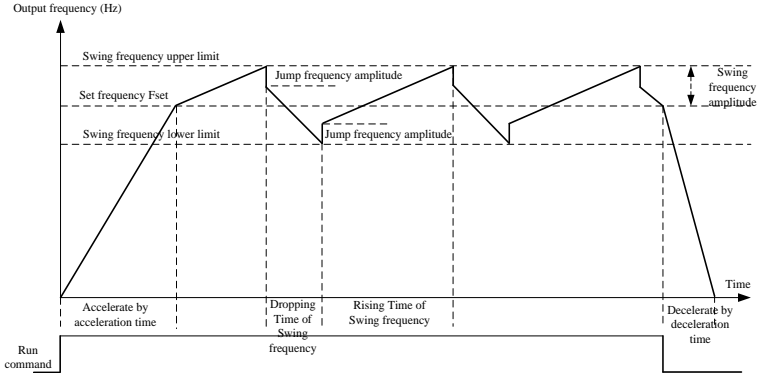 Output frequency (Hz)
Swing frequency upper limit
Jump frequency amplitude
Swing
frequency
amplitude
Set frequency Fset
Swing frequency lower limit
Jump frequency amplitude
Time
Accelerate by
acceleration time
Dropping
Time of
Swing
frequency
Rising Time of
Swing frequency
Decelerate by
deceleration
time
Run
command